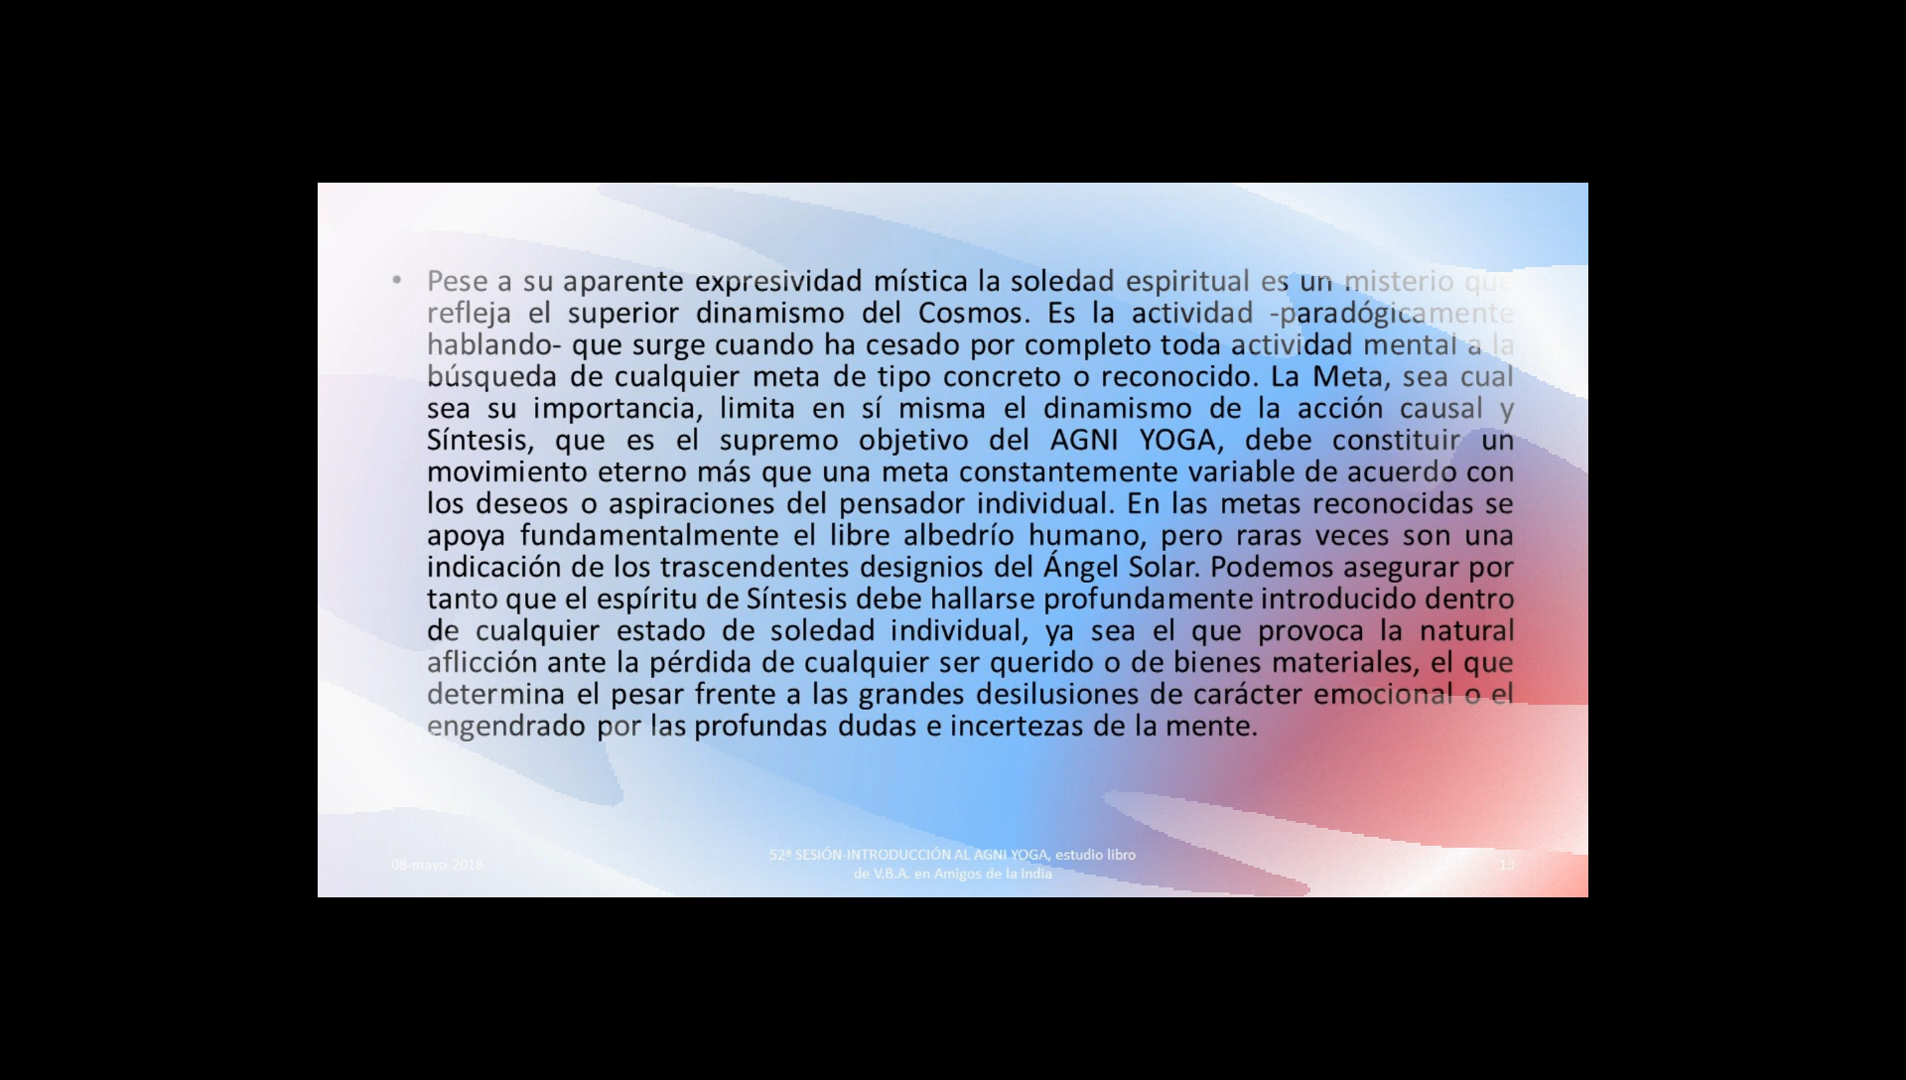 • Pese a su aparente expresividad mística la soledad espiritual es un misterio que
refleja el superior dinamismo del Cosmos. Es la actividad -paradógicamente
hablando- que surge cuando ha cesado por completo toda actividad mental a la
búsqueda de cualquier meta de tipo concreto o reconocido. La Meta, sea cual
sea su importancia, limita en sí misma el dinamismo de la acción causal y
Síntesis, que es el supremo objetivo del AGNI YOGA, debe constituir un
movimiento eterno más que una meta constantemente variable de acuerdo con
los deseos o aspiraciones del pensador individual. En las metas reconocidas se
apoya fundamentalmente el libre albedrío humano, pero raras veces son una
indicación de los trascendentes designios del Ángel Solar. Podemos asegurar por
tanto que el espíritu de Síntesis debe hallarse profundamente introducido dentro
de cualquier estado de soledad individual, ya sea el que provoca la natural
aflicción ante la pérdida de cualquier ser querido o de bienes materiales, el que
determina el pesar frente a las grandes desilusiones de carácter emocional o el
engendrado por las profundas dudas e incertezas de la mente.
08-mayo-2018
52ª SESIÓN-INTRODUCCIÓN AL AGNI YOGA, estudio libro
de V.B.A. en Amigos de la India
13